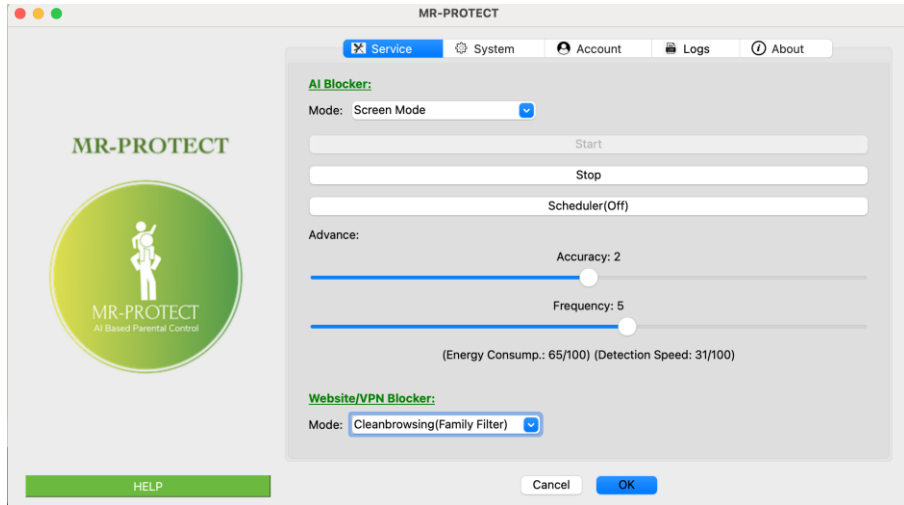 MR-PROTECT
Service System Account Logs About
AI Blocker:
Mode: Screen Mode
Start
Stop
Scheduler(Off)
Advance:
Accuracy: 2
Frequency: 5
(Energy Consump.: 65/100) (Detection Speed: 31/100)
Website/VPN Blocker:
Mode: Cleanbrowsing(Family Filter)
MR-PROTECT
MR-PROTECT
AI Based Parental Control
HELP
Cancel OK